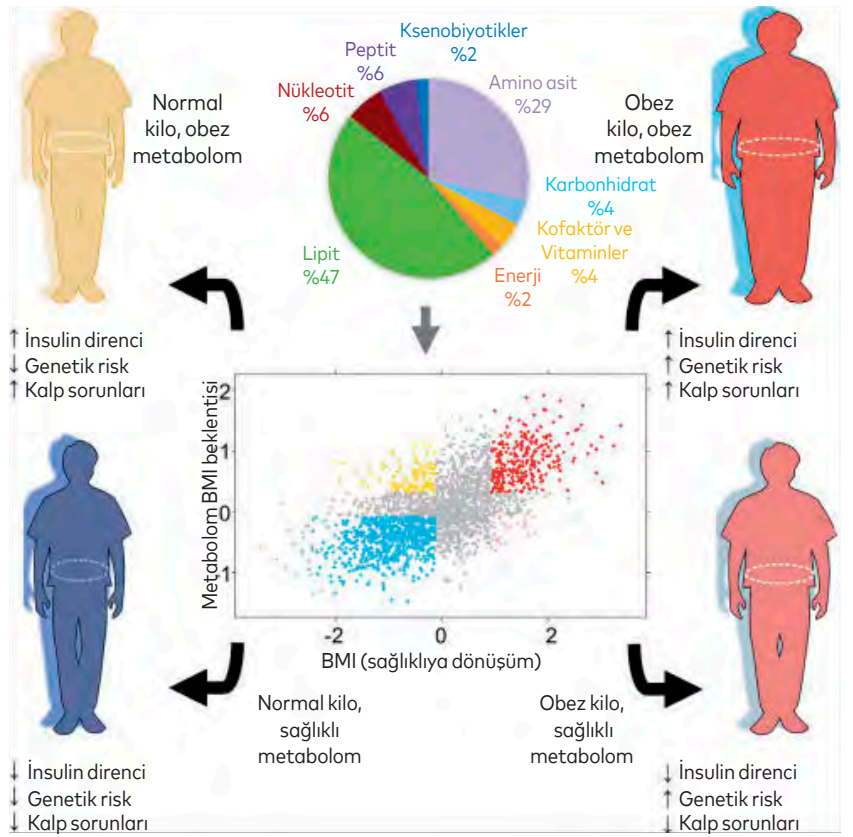 Ksenobiyotikler
%2
Peptit
%6
Nükleotit
%6
Amino asit
%29
Karbonhidrat
%4
Kofaktör ve
Vitaminler
%4
Enerji
%2
Lipit
%47
Normal
kilo, obez
metabolom
Obez
kilo, obez
metabolom
↑ İnsulin direnci
↓ Genetik risk
↑ Kalp sorunları
↑ İnsulin direnci
↑ Genetik risk
↑ Kalp sorunları
Metabolom BMI beklentisi
2
1
0
1
-2 0 2
BMI (sağlıklıya dönüşüm)
Normal kilo,
sağlıklı
metabolom
Obez kilo,
sağlıklı
metabolom
↓ İnsulin direnci
↓ Genetik risk
↓ Kalp sorunları
↓ İnsulin direnci
↑ Genetik risk
↓ Kalp sorunları